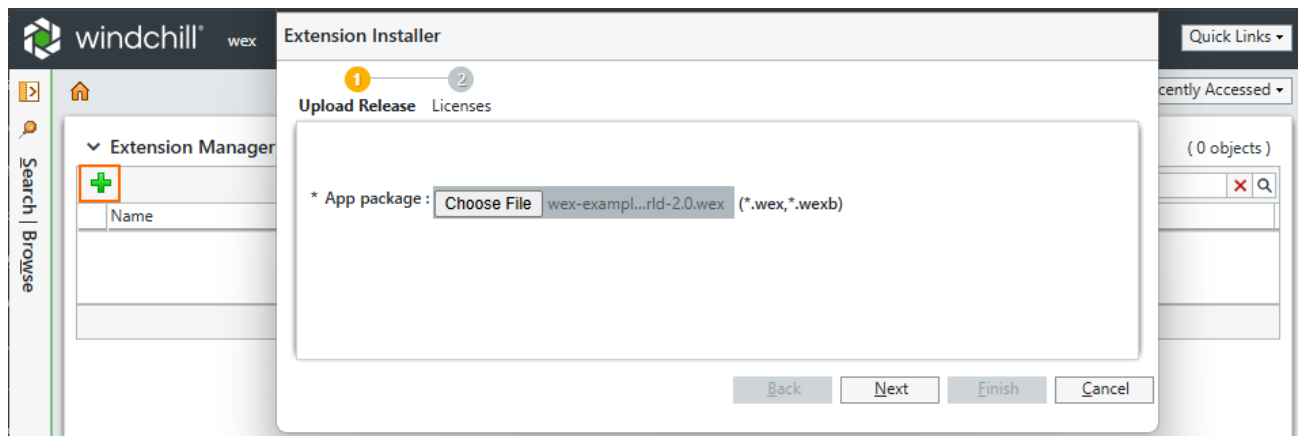 windchill® wex
Extension Installer
Quick Links
1 2
Upload Release Licenses
cently Accessed
Search | Browse
Extension Manager
( 0 objects )
Name
* App package : Choose File wex-exampl...rld-2.0.wex (*.wex,*.wexb)
Back Next Finish Cancel